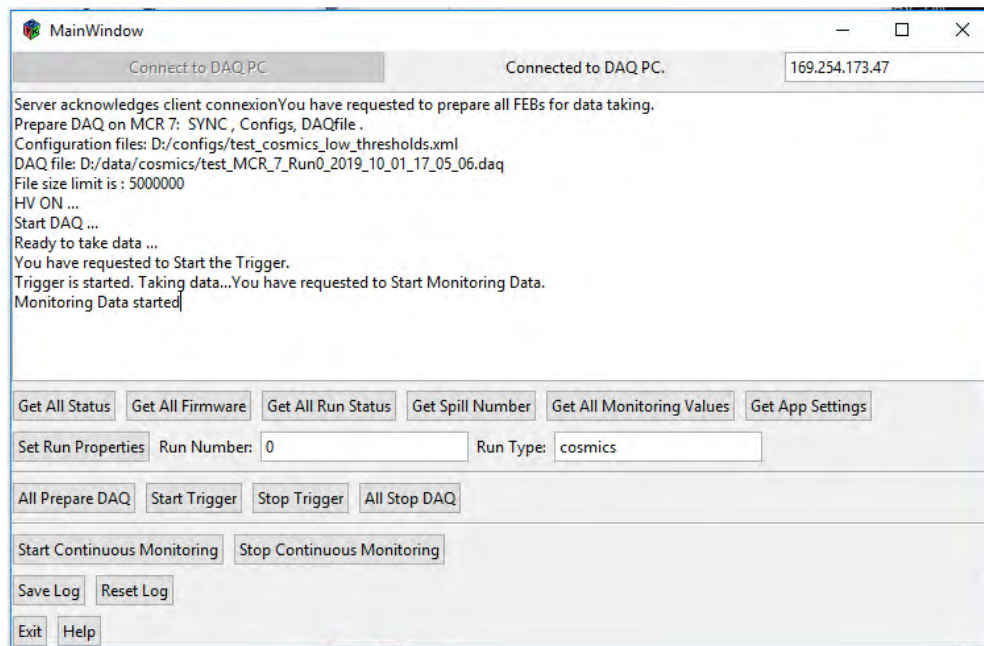 MainWindow
Connect to DAQ PC Connected to DAQ PC. 169.254.173.47
Server acknowledges client connexionYou have requested to prepare all FEBs for data taking.
Prepare DAQ on MCR 7:  SYNC , Configs, DAQfile .
Configuration files: D:/configs/test_cosmics_low_thresholds.xml
DAQ file: D:/data/cosmics/test_MCR_7_Run0_2019_10_01_17_05_06.daq
File size limit is : 5000000
HV ON ...
Start DAQ ...
Ready to take data ...
You have requested to Start the Trigger.
Trigger is started. Taking data...You have requested to Start Monitoring Data.
Monitoring Data started
Get All Status Get All Firmware Get All Run Status Get Spill Number Get All Monitoring Values Get App Settings
Set Run Properties Run Number: 0 Run Type: cosmics
All Prepare DAQ Start Trigger Stop Trigger All Stop DAQ
Start Continuous Monitoring Stop Continuous Monitoring
Save Log Reset Log
Exit Help